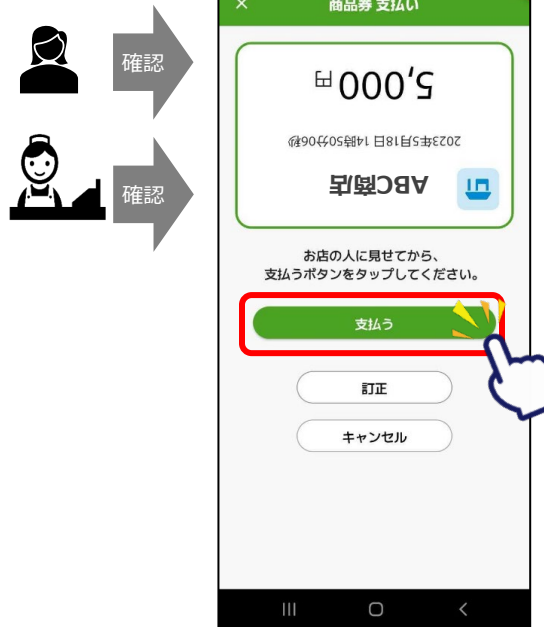 商品券 支払い
確認
5,000円
2023年5月18日 14時50分06秒
ABC商店
確認
お店の人に見せてから、
支払うボタンをタップしてください。
支払う
訂正
キャンセル